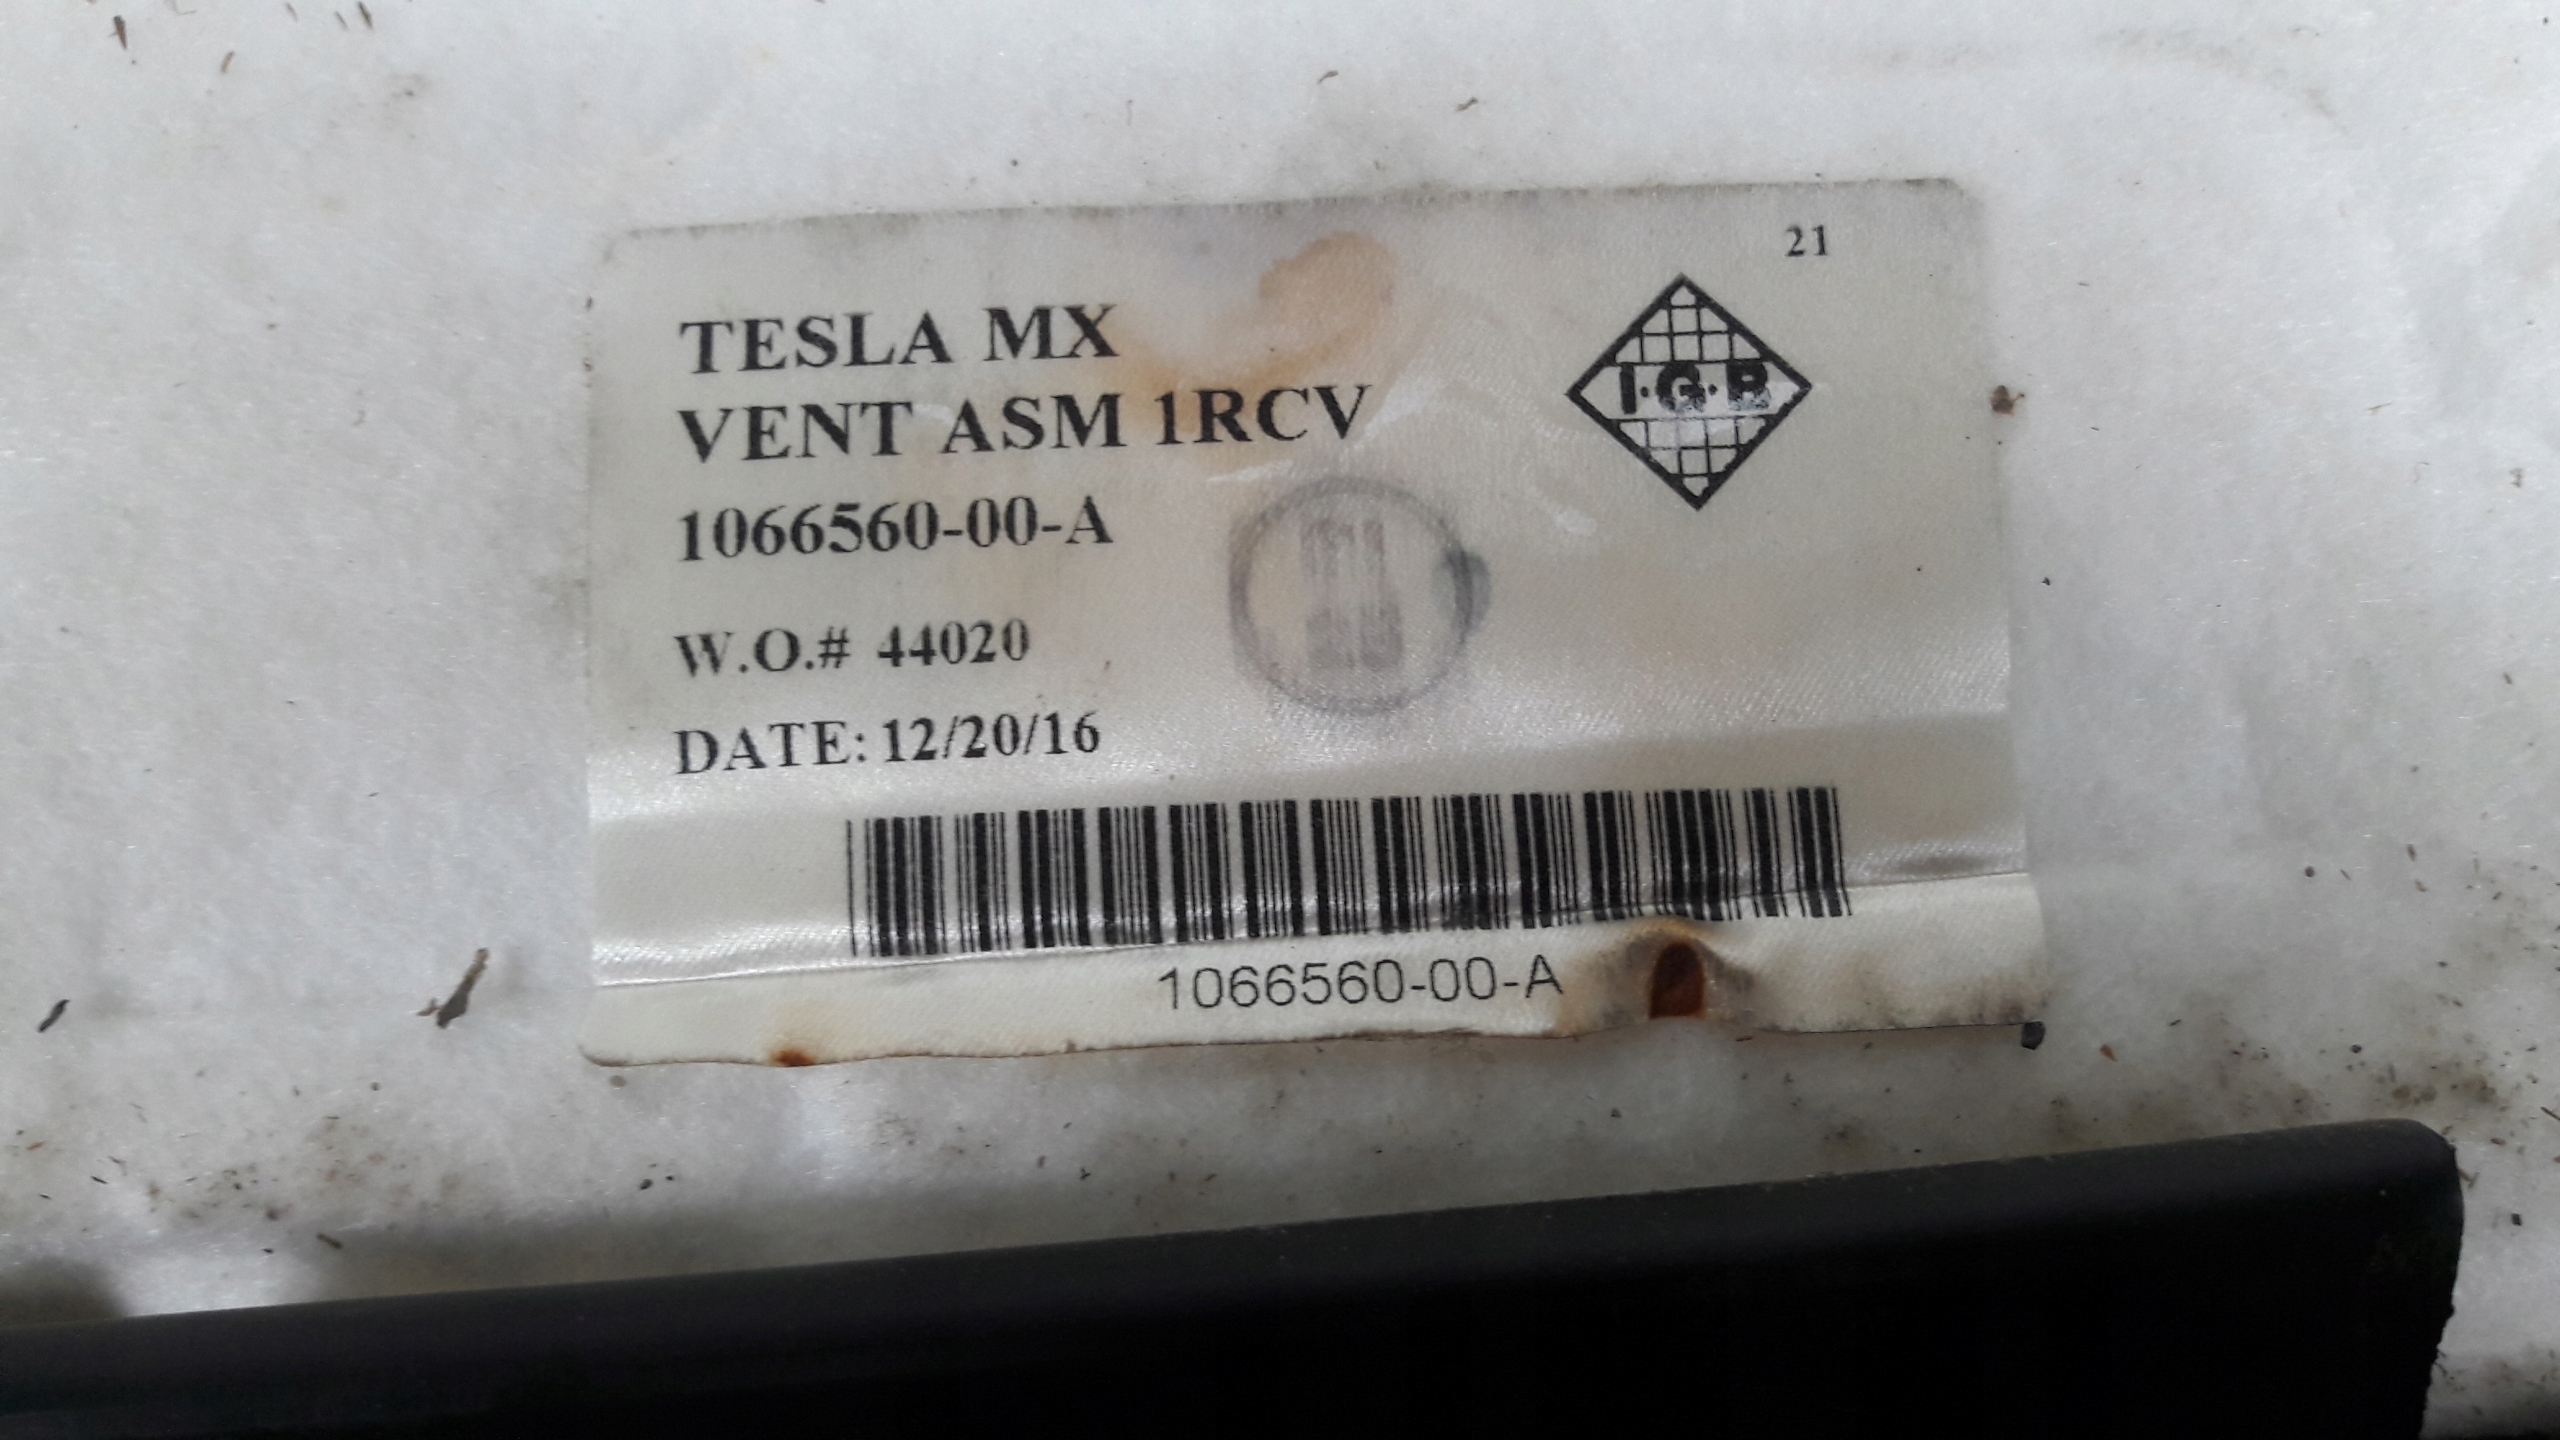 21
TESLA MX
VENT ASM 1RCV
I·G·B
1066560-00-A
W.O.# 44020
DATE: 12/20/16
1066560-00-A